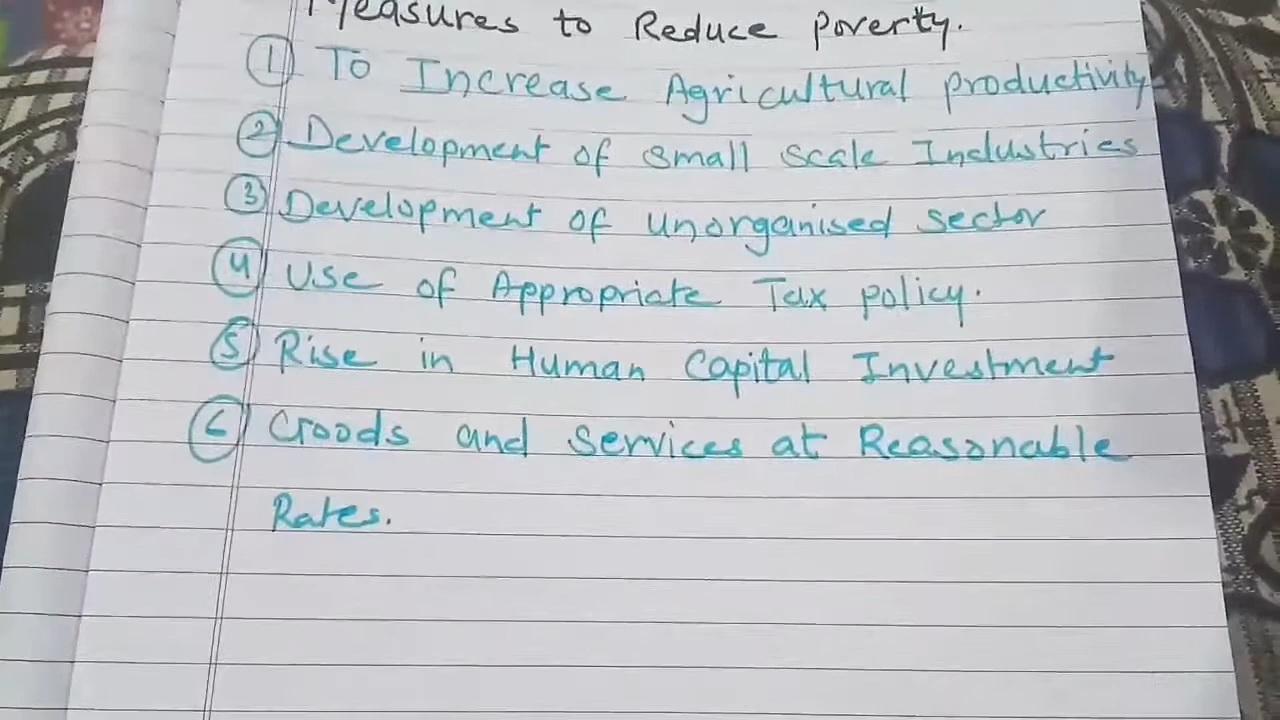 Measures to Reduce Poverty.
① To Increase Agricultural productivity
② Development of small scale Industries
③ Development of unorganised sector
④ Use of Appropriate Tax policy.
⑤ Rise in Human Capital Investment
⑥ Goods and services at Reasonable
Rates.